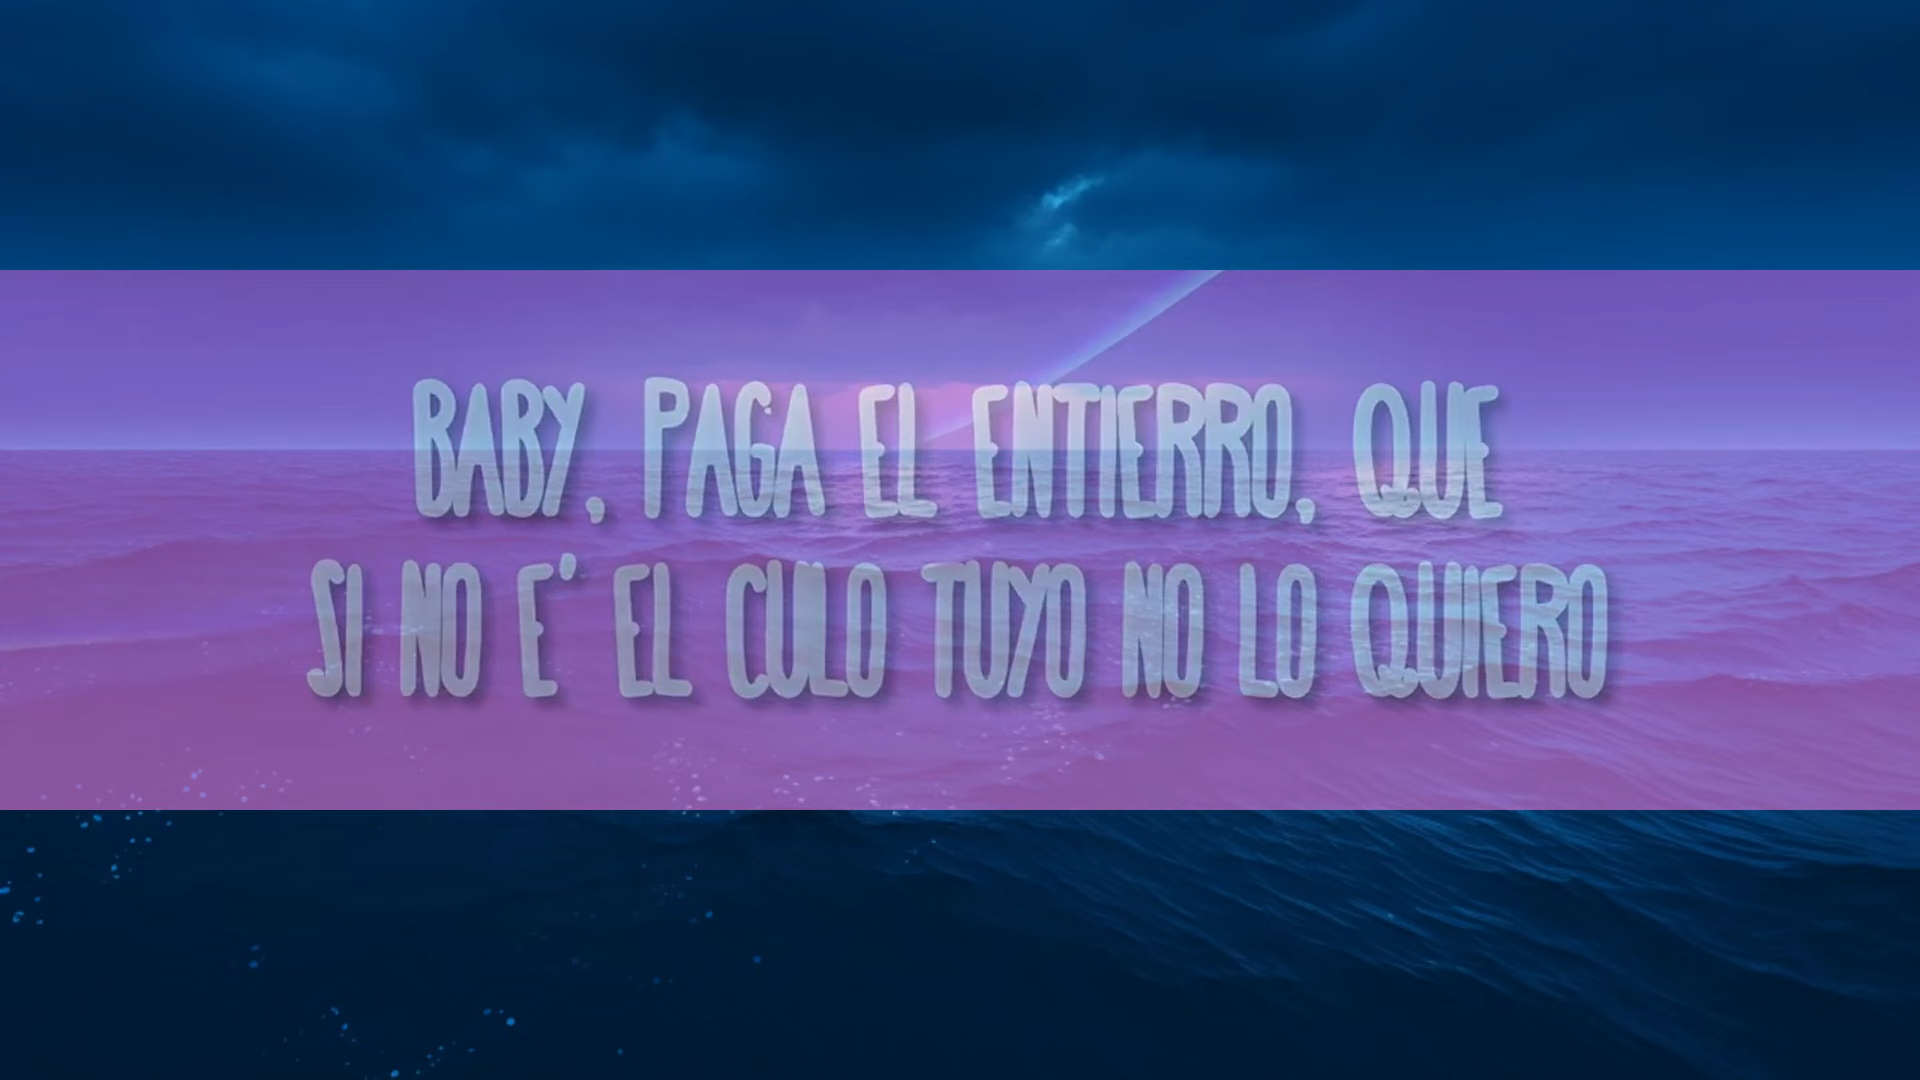 BABY, PAGA EL ENTIERRO, QUE
SI NO E' EL CULO TUYO NO LO QUIERO